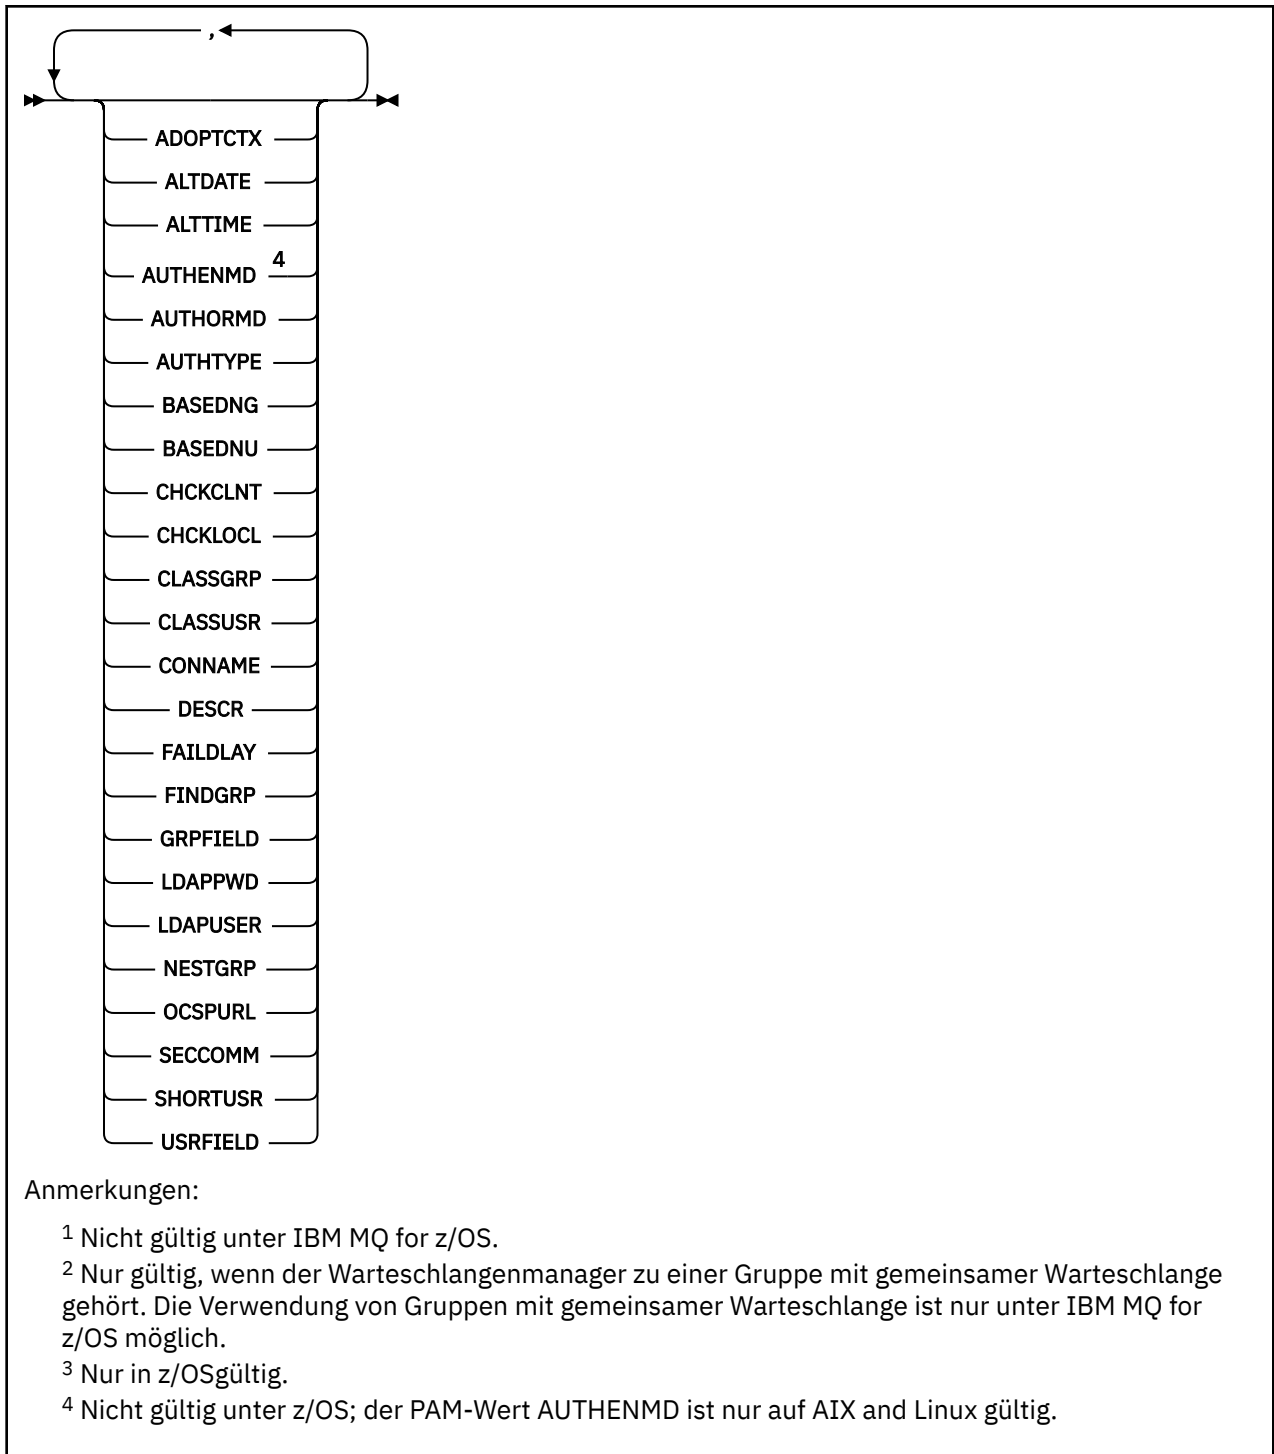 ,
ADOPTCTX
ALTDATE
ALTTIME
AUTHENMD 4
AUTHORMD
AUTHTYPE
BASEDNG
BASEDNU
CHCKCLNT
CHCKLOCL
CLASSGRP
CLASSUSR
CONNAME
DESCR
FAILDLAY
FINDGRP
GRPFIELD
LDAPPWD
LDAPUSER
NESTGRP
OCSPURL
SECCOMM
SHORTUSR
USRFIELD
Anmerkungen:
1 Nicht gültig unter IBM MQ for z/OS.
2 Nur gültig, wenn der Warteschlangenmanager zu einer Gruppe mit gemeinsamer Warteschlange
gehört. Die Verwendung von Gruppen mit gemeinsamer Warteschlange ist nur unter IBM MQ for
z/OS möglich.
3 Nur in z/OSgültig.
4 Nicht gültig unter z/OS; der PAM-Wert AUTHENMD ist nur auf AIX and Linux gültig.